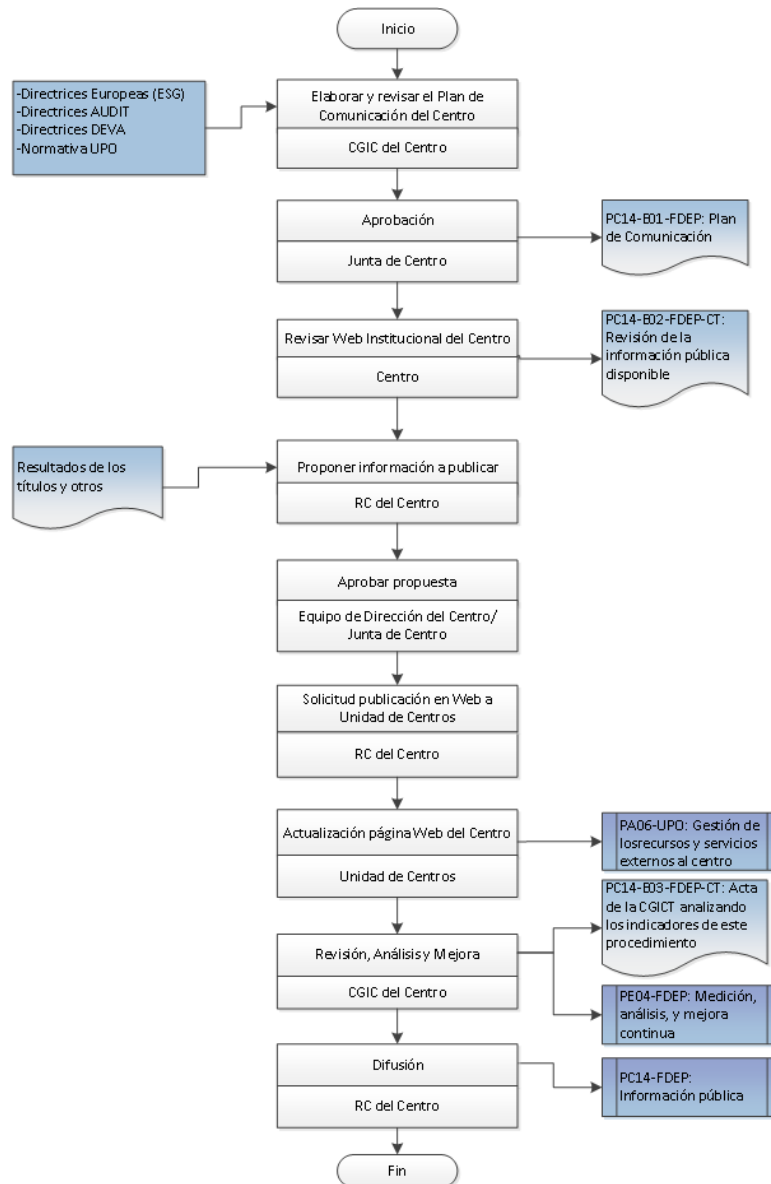 Inicio
-Directrices Europeas (ESG)
-Directrices AUDIT
-Directrices DEVA
-Normativa UPO
Elaborar y revisar el Plan de
Comunicación del Centro
CGIC del Centro
Aprobación
Junta de Centro
PC14-E01-FDEP: Plan
de Comunicación
Revisar Web Institucional del Centro
Centro
PC14-E02-FDEP-CT:
Revisión de la
información pública
disponible
Resultados de los
títulos y otros
Proponer información a publicar
RC del Centro
Aprobar propuesta
Equipo de Dirección del Centro/
Junta de Centro
Solicitud publicación en Web a
Unidad de Centros
RC del Centro
Actualización página Web del Centro
Unidad de Centros
PA06-UPO: Gestión de
losrecursos y servicios
externos al centro
PC14-E03-FDEP-CT: Acta
de la CGICT analizando
los indicadores de este
procedimiento
Revisión, Análisis y Mejora
CGIC del Centro
PE04-FDEP: Medición,
análisis, y mejora
continua
Difusión
RC del Centro
PC14-FDEP:
Información pública
Fin